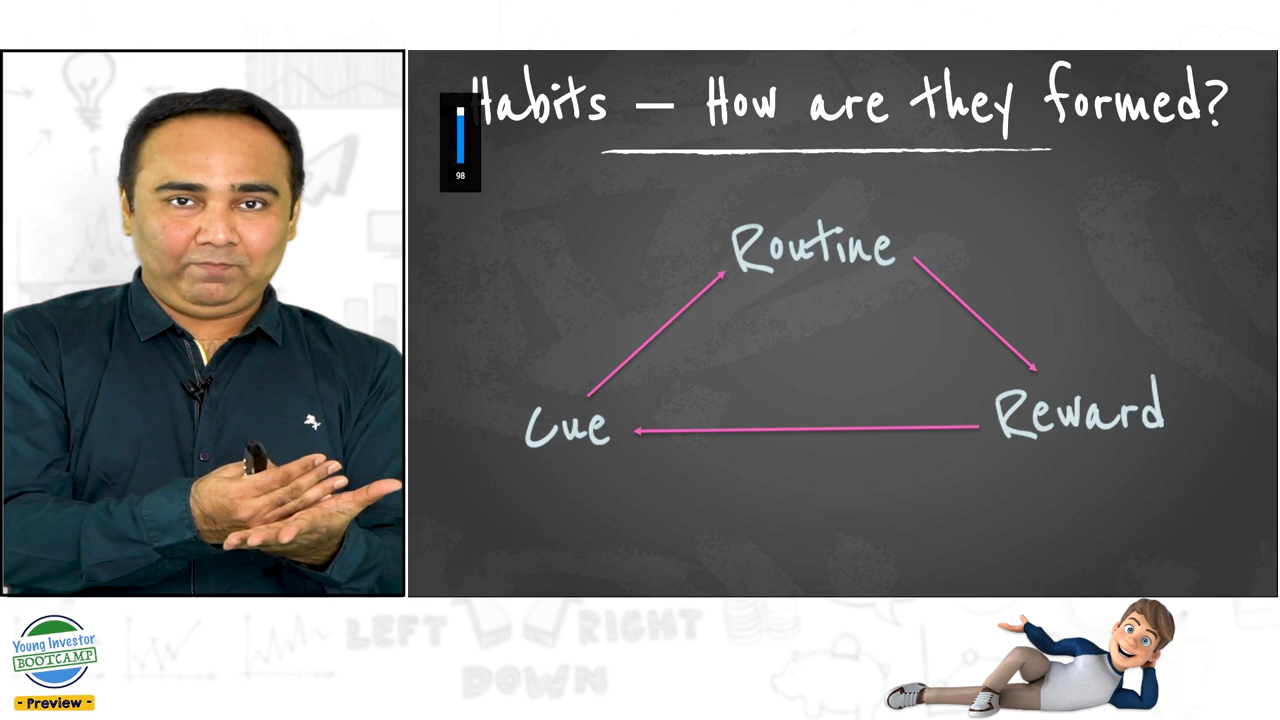 Habits — How are they formed?
98
Routine
Cue
Reward
Young Investor
BOOTCAMP
- Preview -
LEFT
RIGHT
DOWN